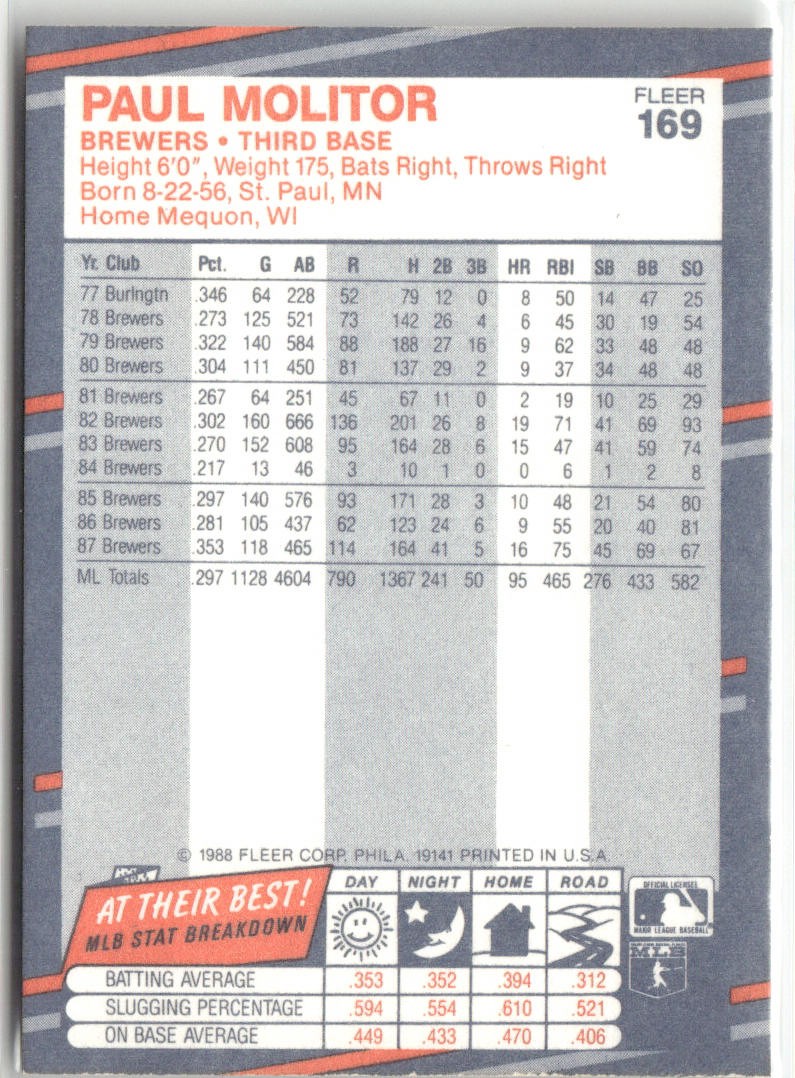 PAUL MOLITOR
FLEER
169
BREWERS • THIRD BASE
Height 6'0", Weight 175, Bats Right, Throws Right
Born 8-22-56, St. Paul, MN
Home Mequon, WI
Yr. Club Pct. G AB R H 2B 3B HR RBI SB BB SO
77 Burlngtn .346 64 228 52 79 12 0 8 50 14 47 25
78 Brewers .273 125 521 73 142 26 4 6 45 30 19 54
79 Brewers .322 140 584 88 188 27 16 9 62 33 48 48
80 Brewers .304 111 450 81 137 29 2 9 37 34 48 48
81 Brewers .267 64 251 45 67 11 0 2 19 10 25 29
82 Brewers .302 160 666 136 201 26 8 19 71 41 69 93
83 Brewers .270 152 608 95 164 28 6 15 47 41 59 74
84 Brewers .217 13 46 3 10 1 0 0 6 1 2 8
85 Brewers .297 140 576 93 171 28 3 10 48 21 54 80
86 Brewers .281 105 437 62 123 24 6 9 55 20 40 81
87 Brewers .353 118 465 114 164 41 5 16 75 45 69 67
ML Totals .297 1128 4604 790 1367 241 50 95 465 276 433 582
© 1988 FLEER CORP. PHILA. 19141 PRINTED IN U.S.A.
AT THEIR BEST!
MLB STAT BREAKDOWN
DAY NIGHT HOME ROAD
OFFICIAL LICENSEE
MAJOR LEAGUE BASEBALL
MLB
BATTING AVERAGE .353 .352 .394 .312
SLUGGING PERCENTAGE .594 .554 .610 .521
ON BASE AVERAGE .449 .433 .470 .406